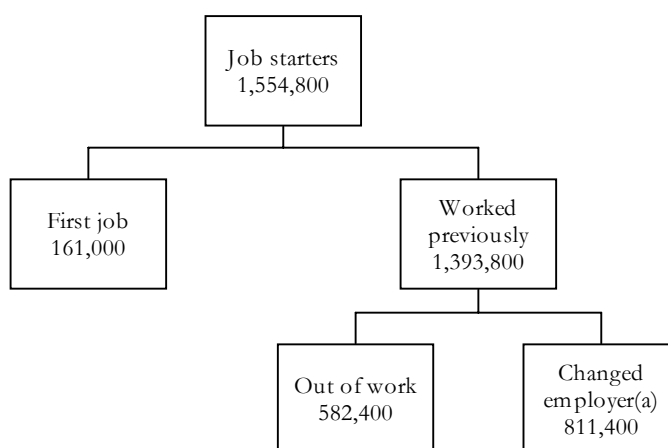 Job starters
1,554,800
First job
161,000
Worked
previously
1,393,800
Out of work
582,400
Changed
employer(a)
811,400